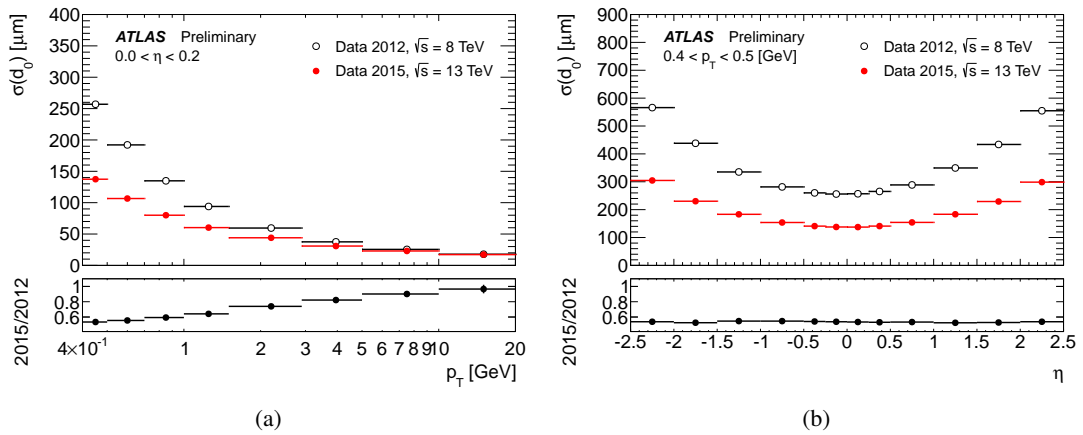 σ(d₀) [μm]
400
350
300
250
200
150
100
50
0
ATLAS Preliminary
0.0 < η < 0.2
Data 2012, √s = 8 TeV
Data 2015, √s = 13 TeV
2015/2012
1
0.8
0.6
4×10⁻¹ 1 2 3 4 5 6 7 8 9 10 20
p_T [GeV]
(a)
σ(d₀) [μm]
900
800
700
600
500
400
300
200
100
0
ATLAS Preliminary
0.4 < p_T < 0.5 [GeV]
Data 2012, √s = 8 TeV
Data 2015, √s = 13 TeV
2015/2012
1
0.8
0.6
-2.5 -2 -1.5 -1 -0.5 0 0.5 1 1.5 2 2.5
η
(b)